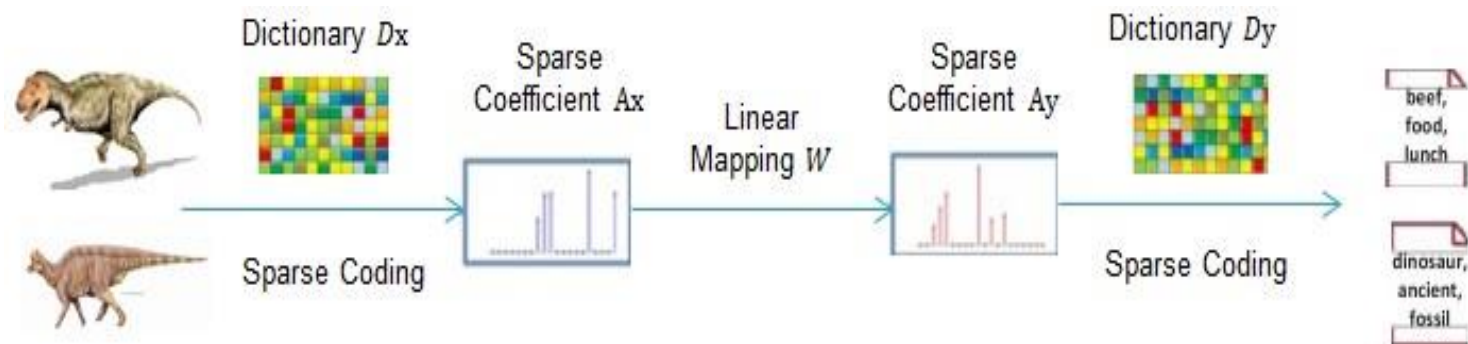 Dictionary Dx
Sparse
Coefficient Ax
Sparse Coding
Linear
Mapping W
Sparse
Coefficient Ay
Dictionary Dy
Sparse Coding
beef,
food,
lunch
dinosaur,
ancient,
fossil